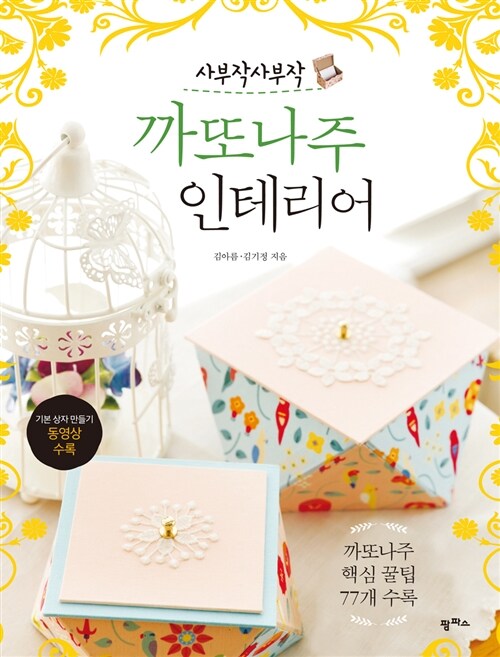 사부작사부작
까또나주
인테리어
김아름·김기정 지음
기본 상자 만들기
동영상
수록
까또나주
핵심 꿀팁
77개 수록
팜파스